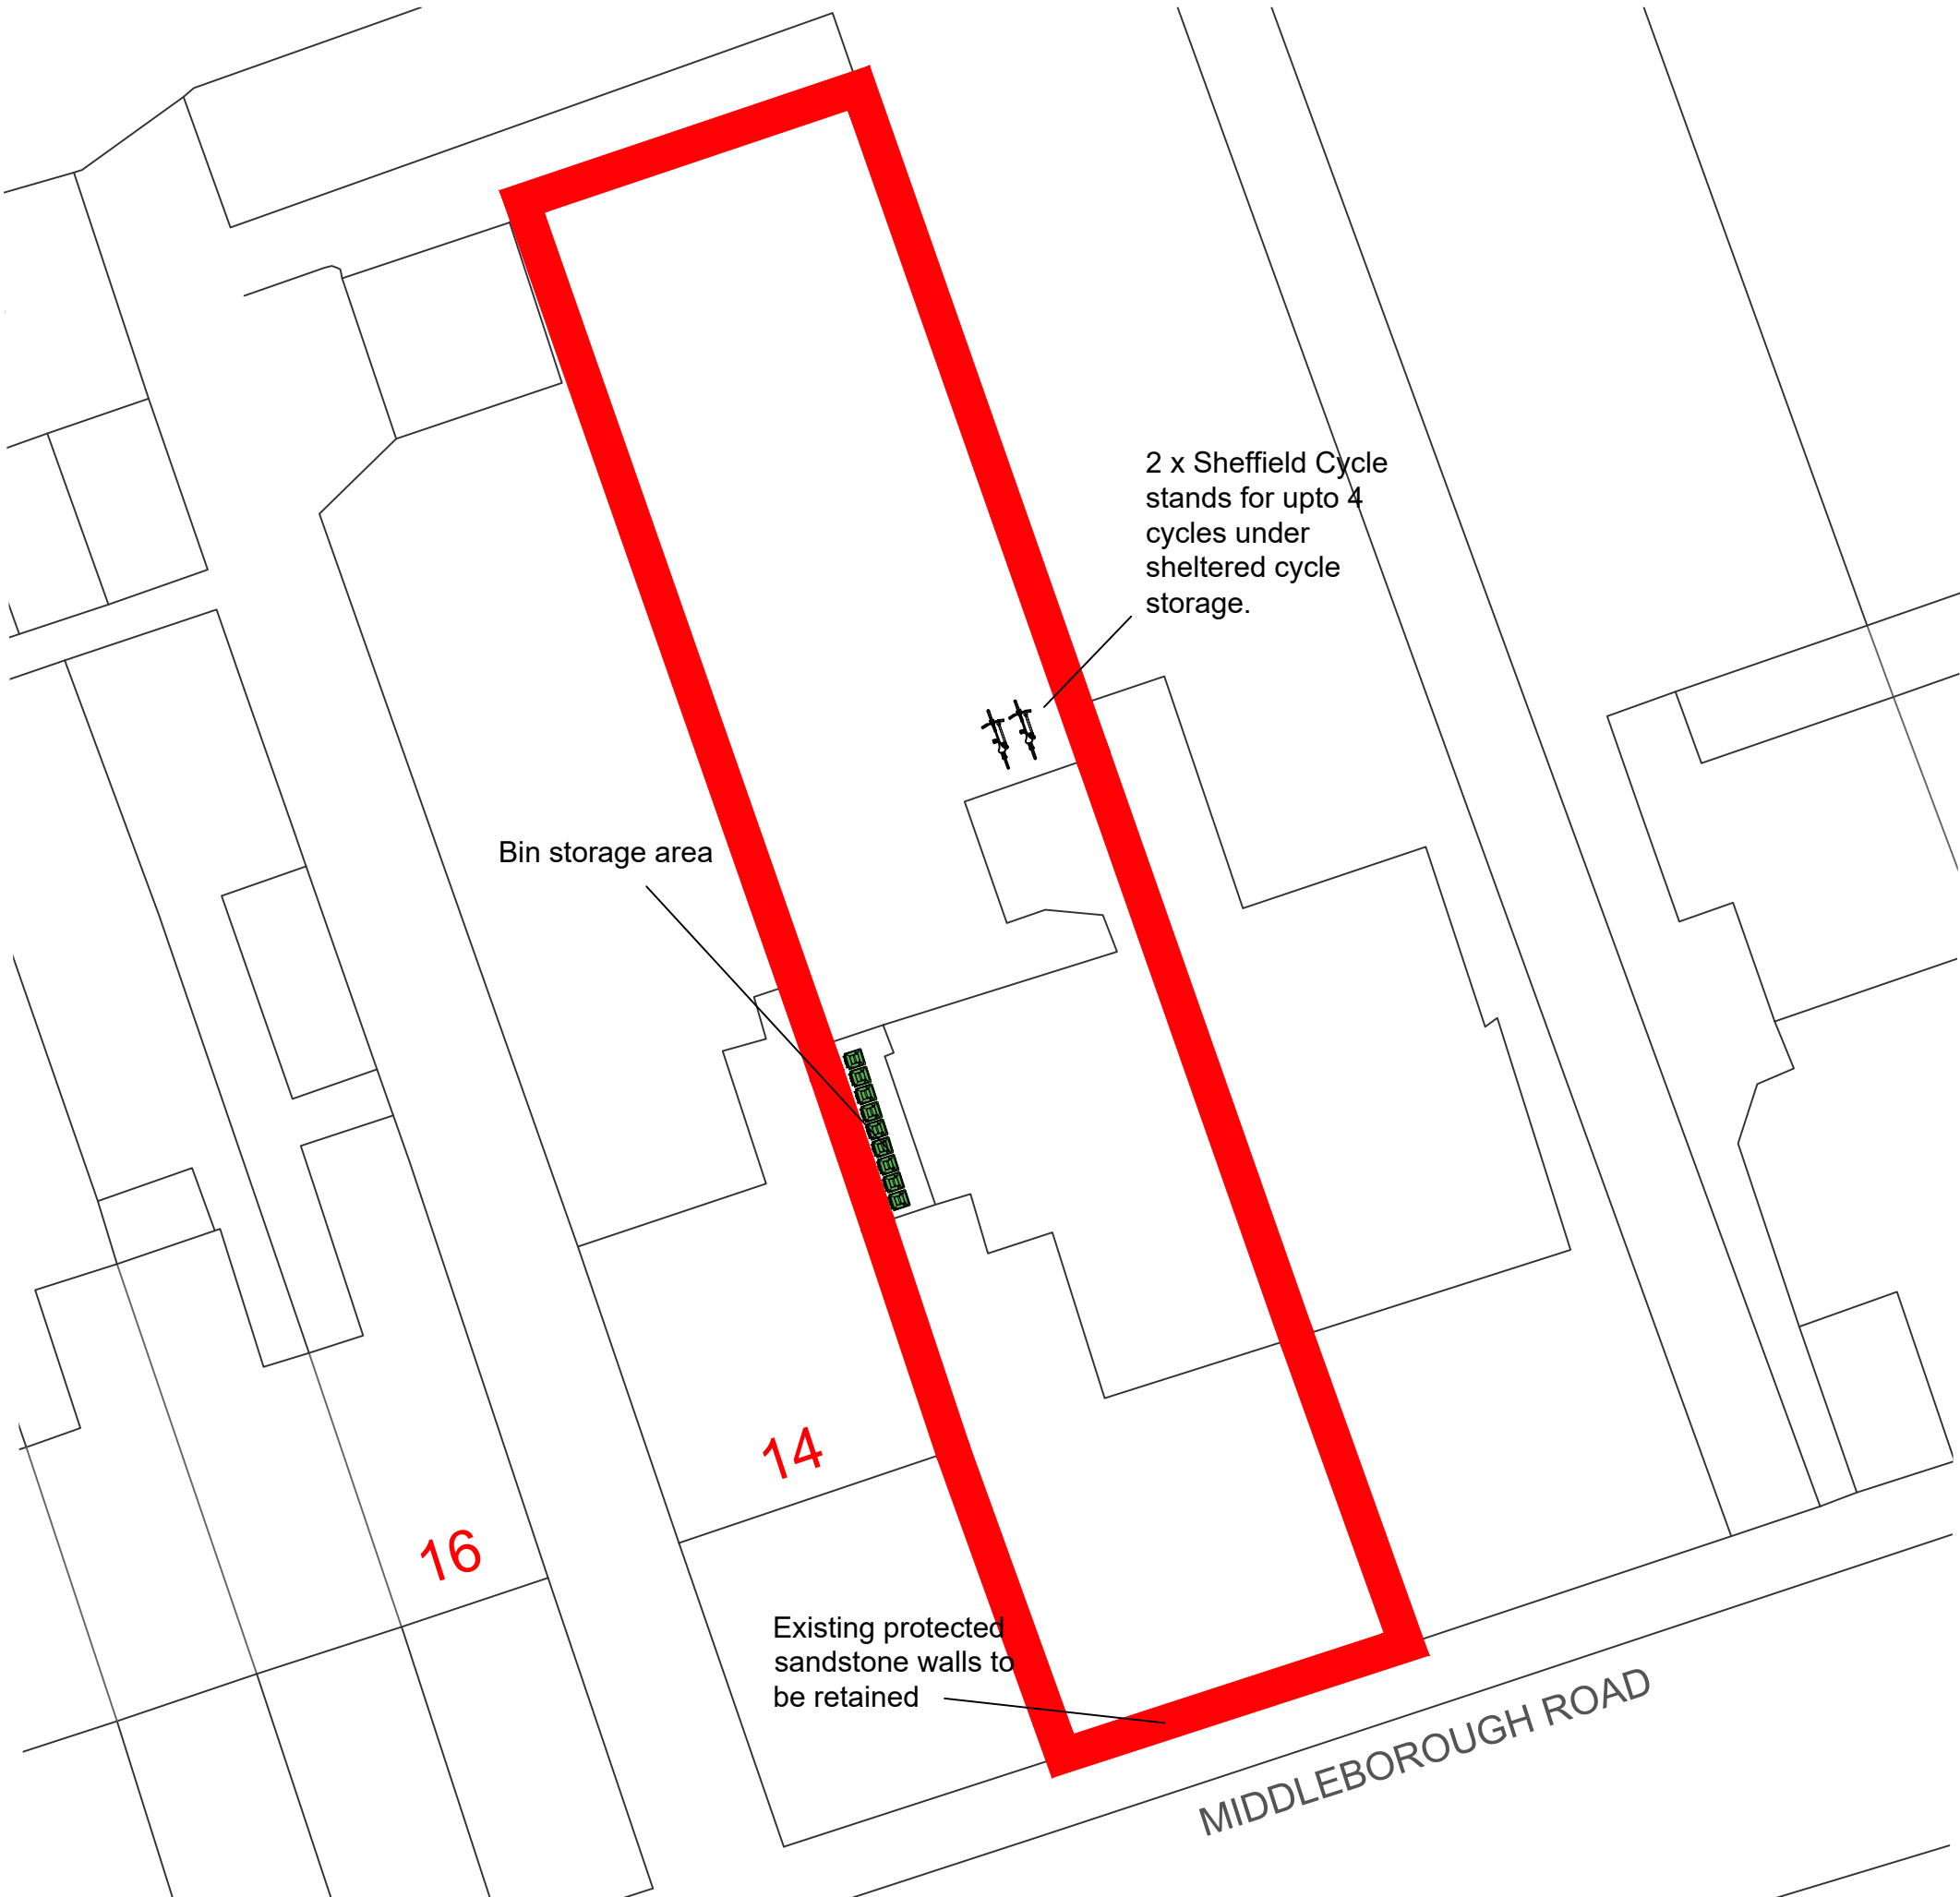 2 x Sheffield Cycle
stands for upto 4
cycles under
sheltered cycle
storage.
Bin storage area
14
16
Existing protected
sandstone walls to
be retained
MIDDLEBOROUGH ROAD